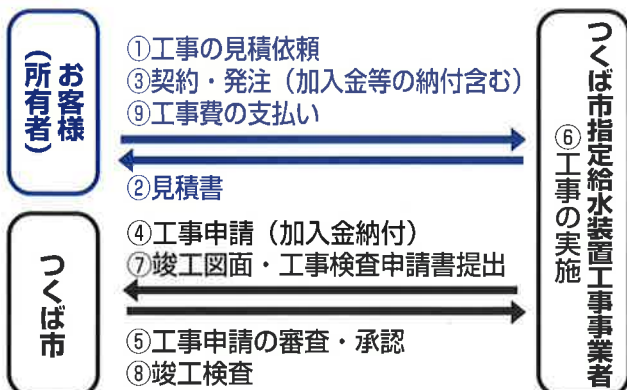 お客様
(所有者)
①工事の見積依頼
③契約・発注（加入金等の納付含む）
⑨工事費の支払い
②見積書
つくば市
④工事申請（加入金納付）
⑦竣工図面・工事検査申請書提出
⑤工事申請の審査・承認
⑧竣工検査
つくば市指定給水装置工事事業者
⑥工事の実施